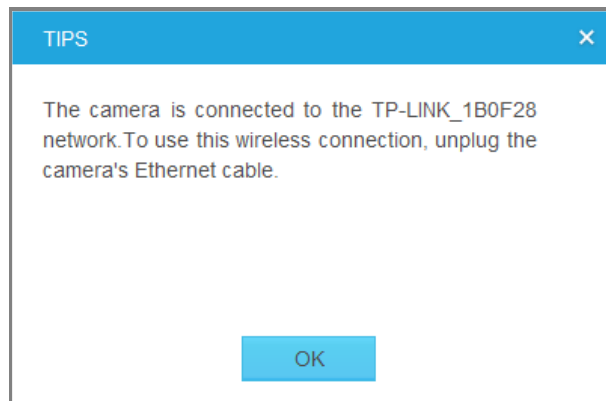 TIPS
The camera is connected to the TP-LINK_1B0F28
network.To use this wireless connection, unplug the
camera's Ethernet cable.
OK